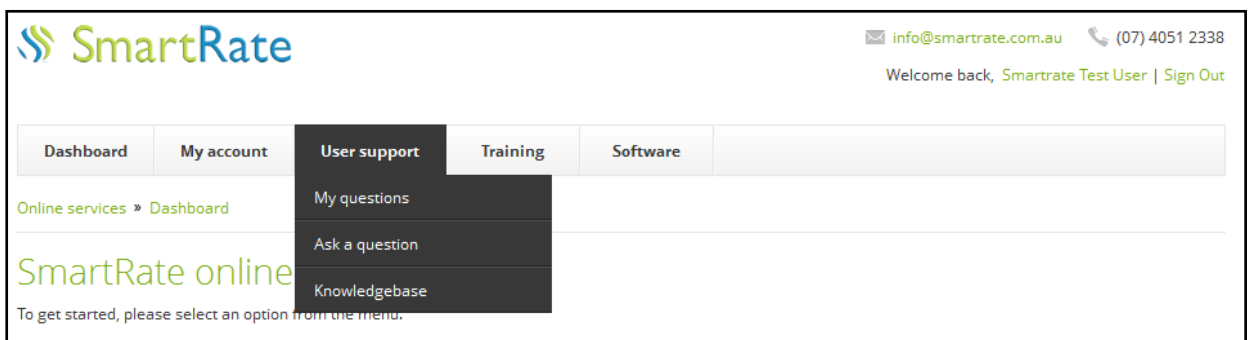 SmartRate
info@smartrate.com.au (07) 4051 2338
Welcome back, Smartrate Test User | Sign Out
Dashboard My account User support Training Software
My questions
Online services » Dashboard
Ask a question
SmartRate online
Knowledgebase
To get started, please select an option from the menu.